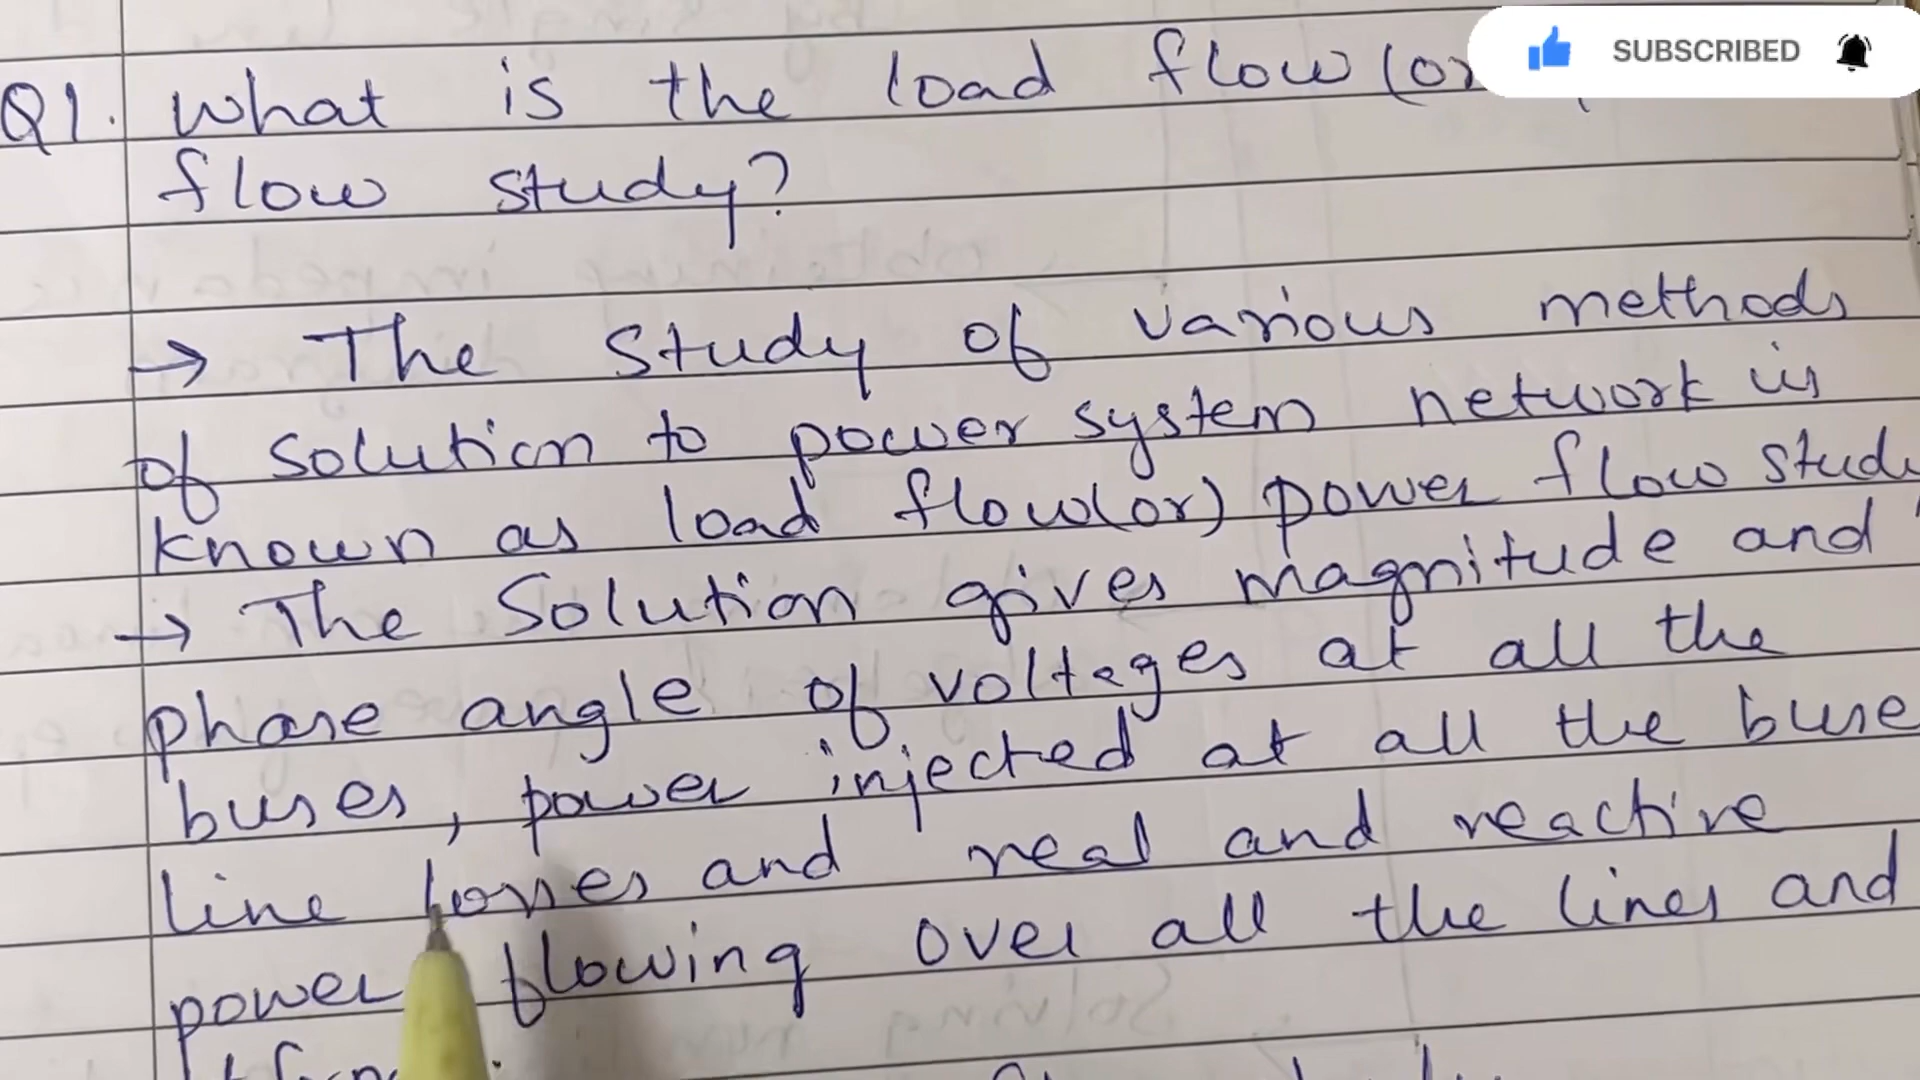 SUBSCRIBED
Q1. What is the load flow (or
flow study?
→ The study of various methods
of solution to power system network is
known as load flow(or) power flow stud
→ The Solution gives magnitude and
phase angle of voltages at all the
buses, power injected at all the buse
line losses and real and reactive
power flowing over all the lines and